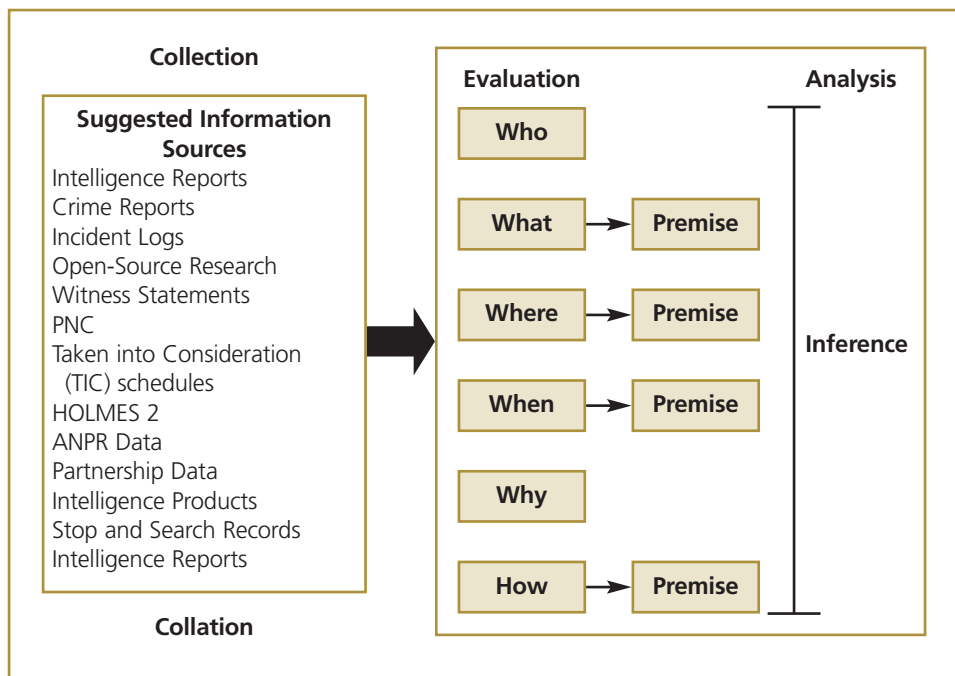 Collection
Suggested Information
Sources
Intelligence Reports
Crime Reports
Incident Logs
Open-Source Research
Witness Statements
PNC
Taken into Consideration
(TIC) schedules
HOLMES 2
ANPR Data
Partnership Data
Intelligence Products
Stop and Search Records
Intelligence Reports
Collation
Evaluation
Analysis
Who
What
Premise
Where
Premise
Inference
When
Premise
Why
How
Premise